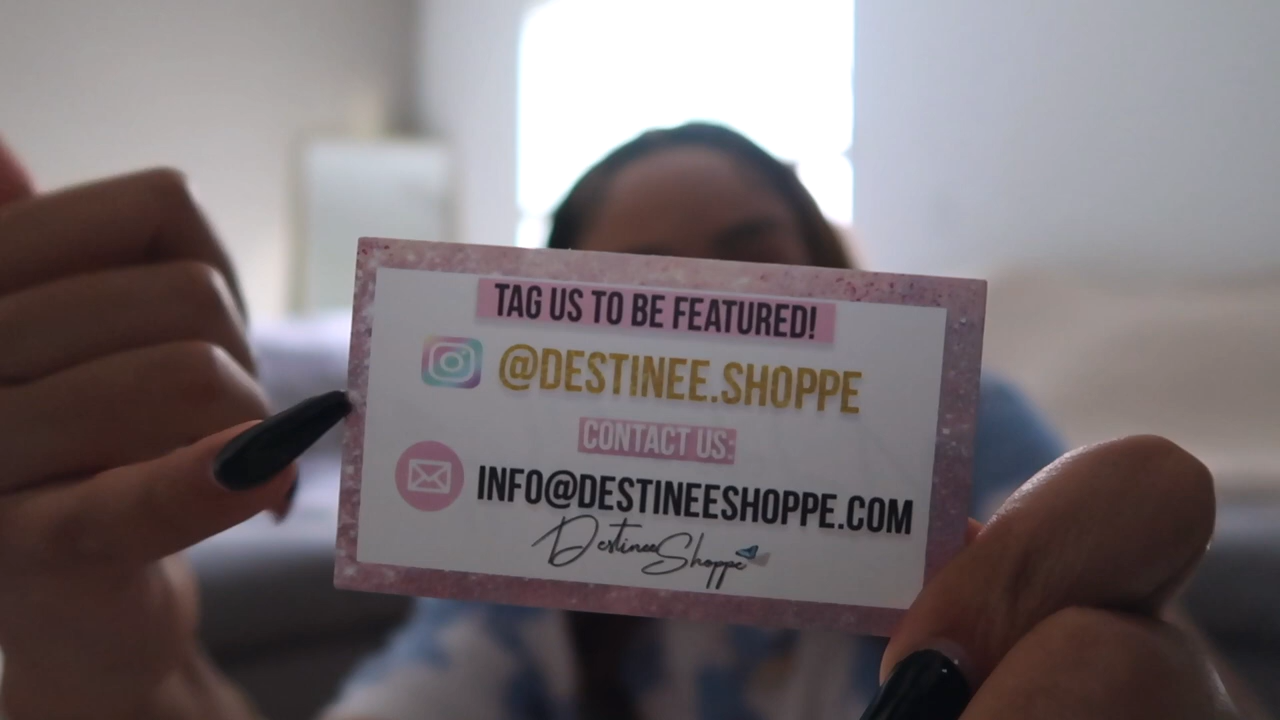 TAG US TO BE FEATURED!
@DESTINEE.SHOPPE
CONTACT US:
INFO@DESTINEESHOPPE.COM
DestineeShoppe